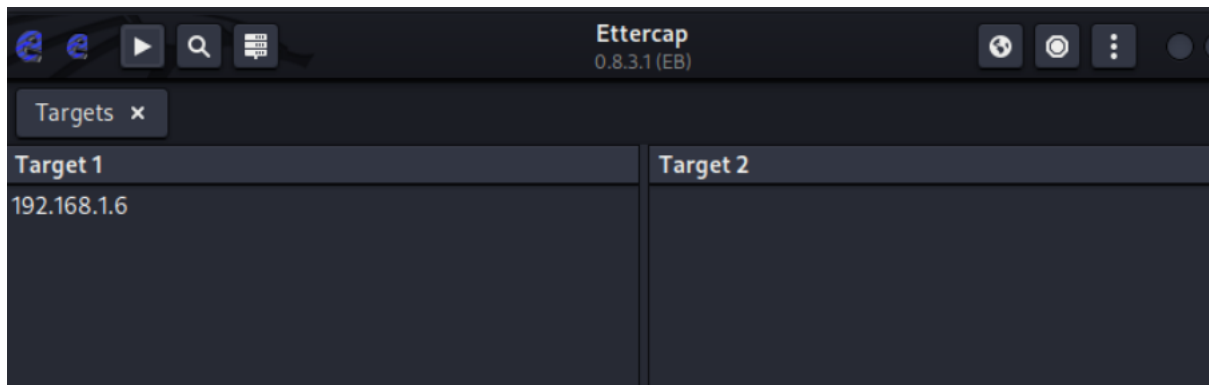 Ettercap
0.8.3.1 (EB)
Targets ×
Target 1
Target 2
192.168.1.6